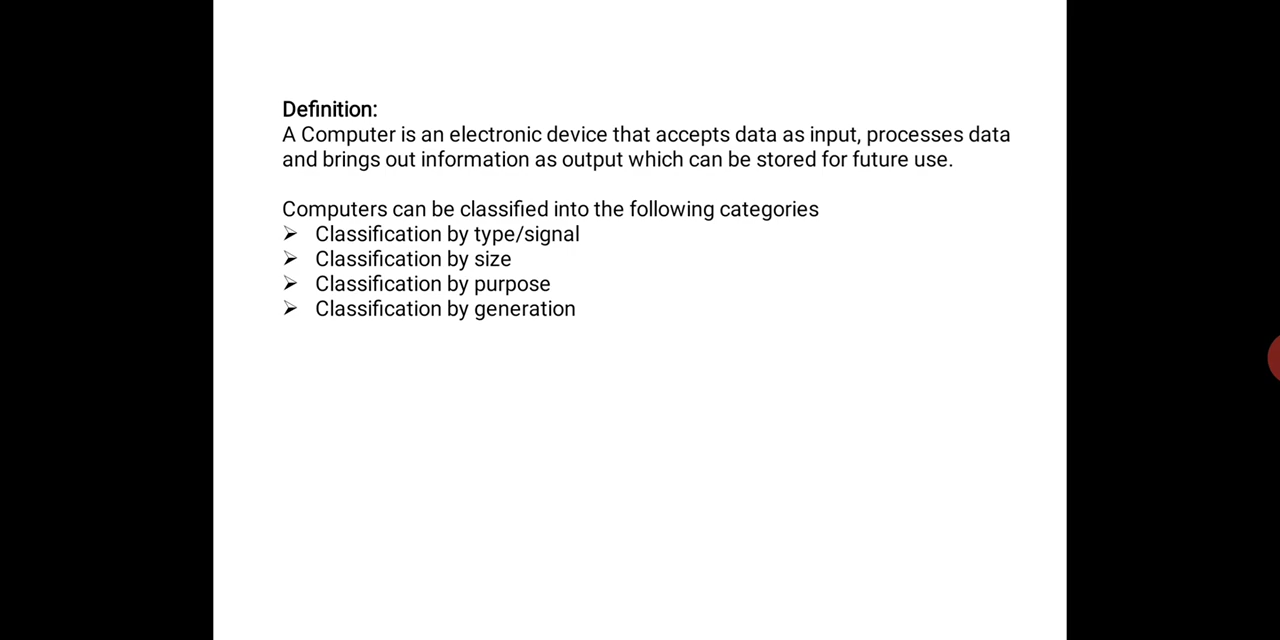 Definition:
A Computer is an electronic device that accepts data as input, processes data
and brings out information as output which can be stored for future use.
Computers can be classified into the following categories
➢ Classification by type/signal
➢ Classification by size
➢ Classification by purpose
➢ Classification by generation